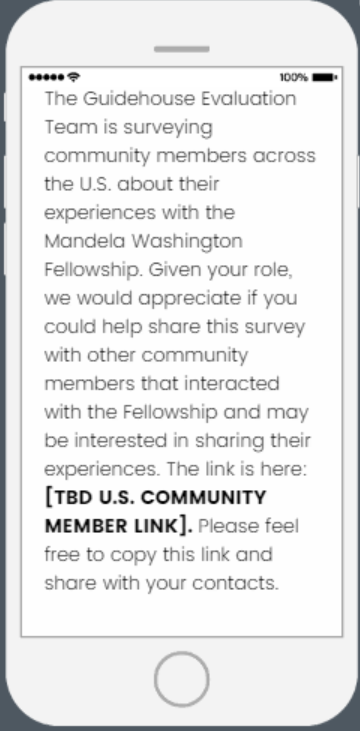 100%
The Guidehouse Evaluation
Team is surveying
community members across
the U.S. about their
experiences with the
Mandela Washington
Fellowship. Given your role,
we would appreciate if you
could help share this survey
with other community
members that interacted
with the Fellowship and may
be interested in sharing their
experiences. The link is here:
[TBD U.S. COMMUNITY
MEMBER LINK]. Please feel
free to copy this link and
share with your contacts.